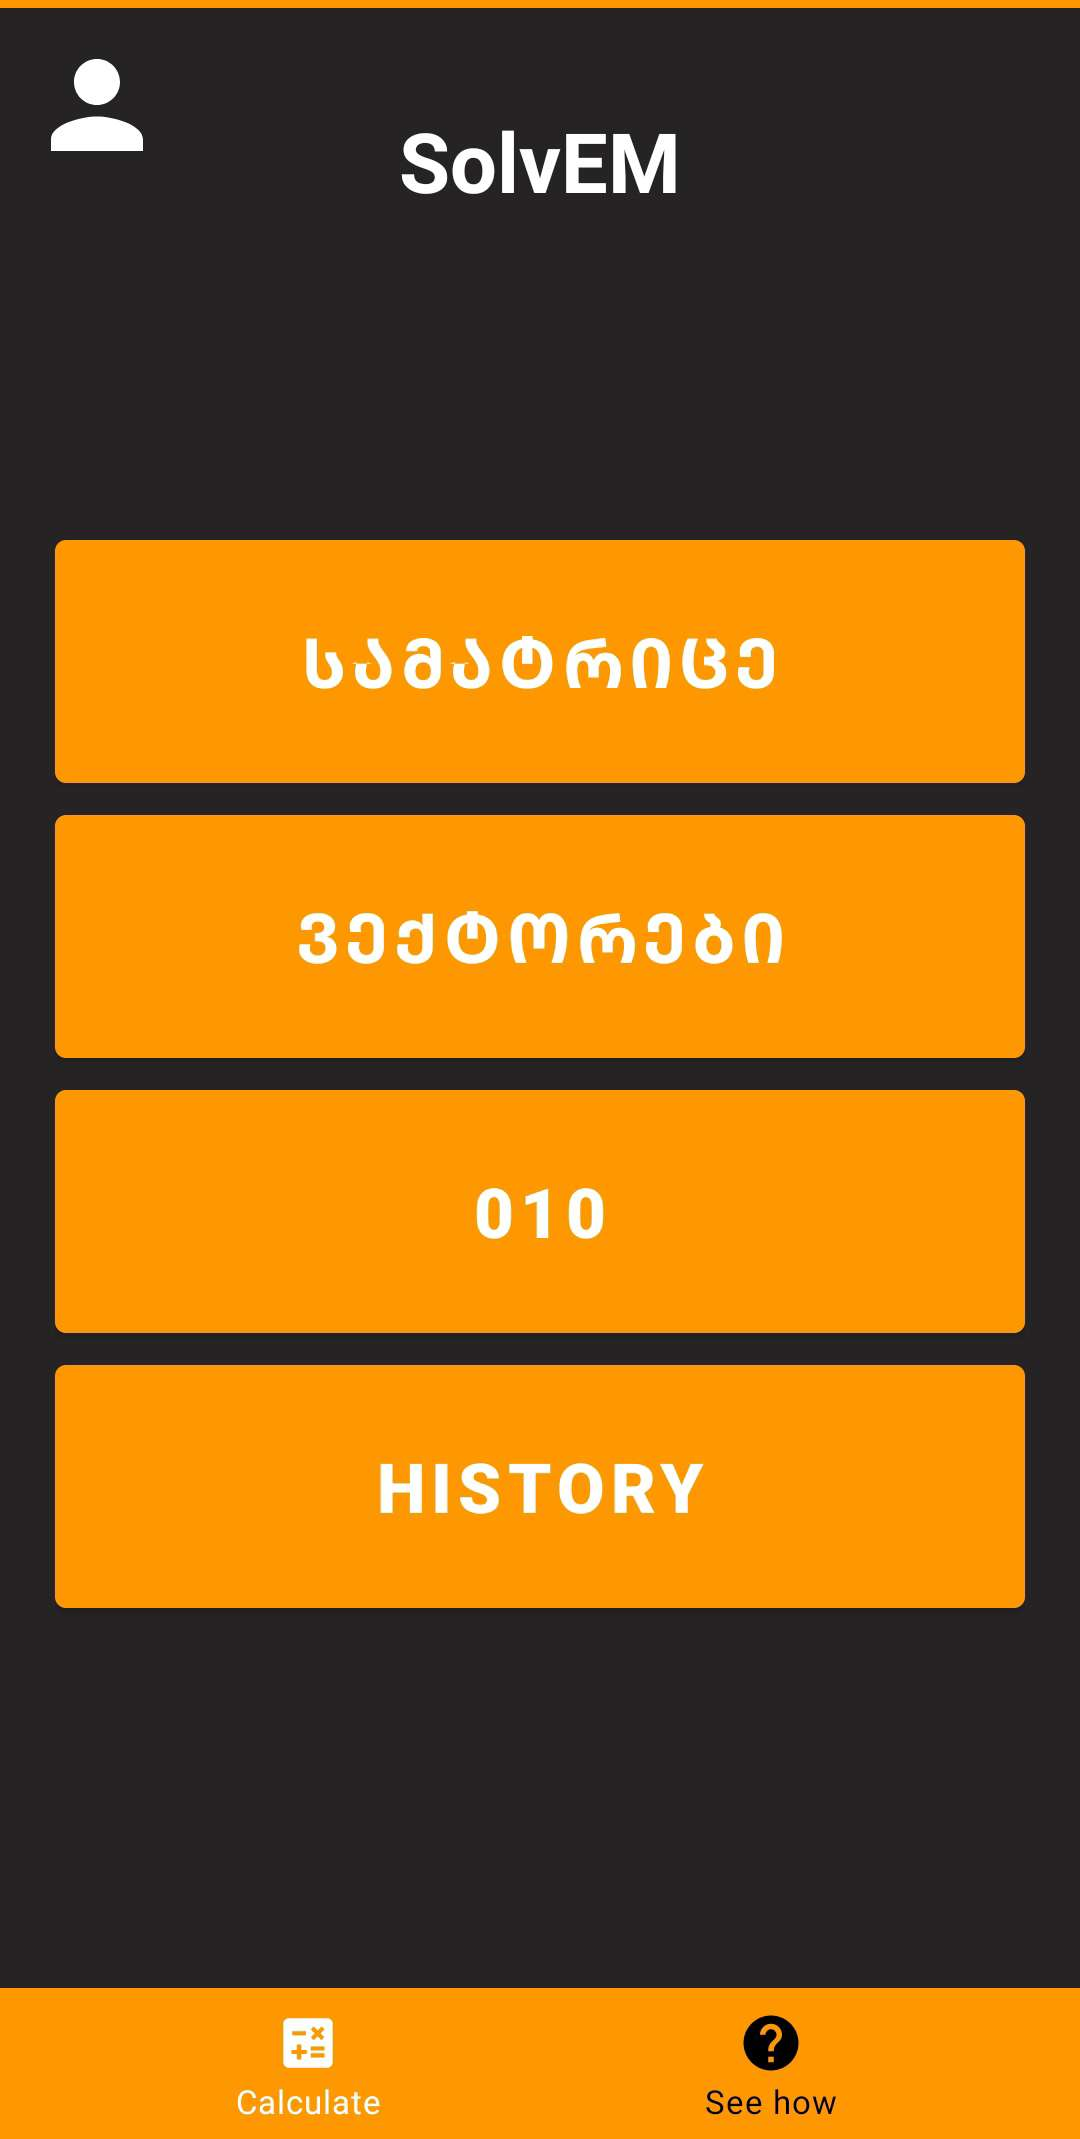 SolvEM
ᲡᲐᲛᲐᲢᲠᲘᲪᲔ
ᲕᲔᲥᲢᲝᲠᲔᲑᲘ
010
HISTORY
Calculate
See how